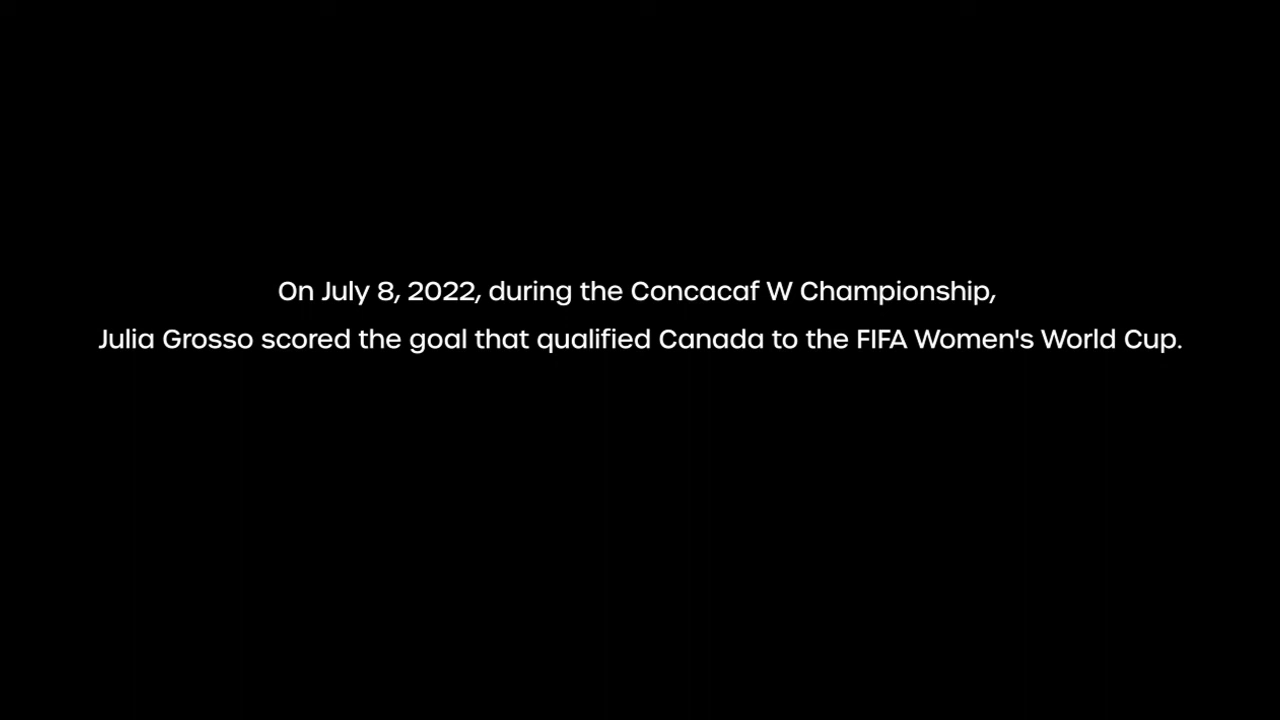 On July 8, 2022, during the Concacaf W Championship,
Julia Grosso scored the goal that qualified Canada to the FIFA Women's World Cup.